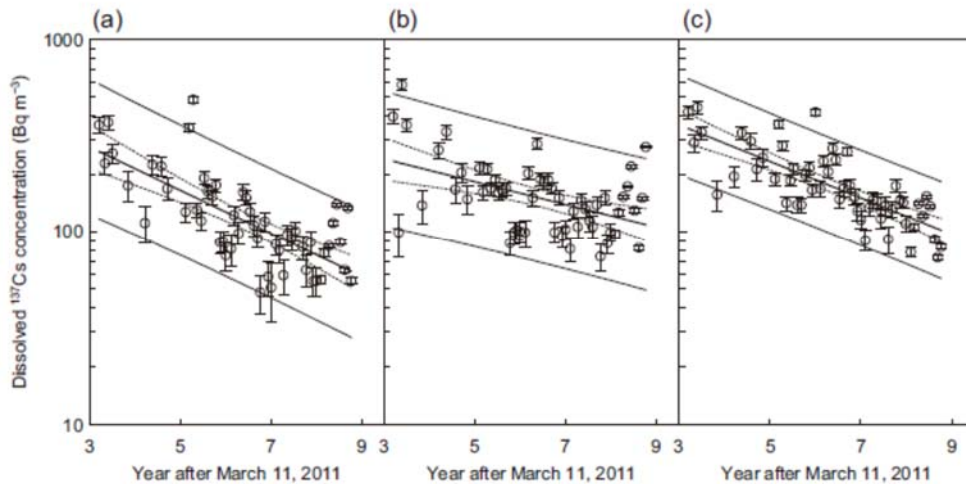 (a) (b) (c)
Dissolved ¹³⁷Cs concentration (Bq m⁻³)
1000
100
10
3 5 7 9
3 5 7 9
3 5 7 9
Year after March 11, 2011
Year after March 11, 2011
Year after March 11, 2011